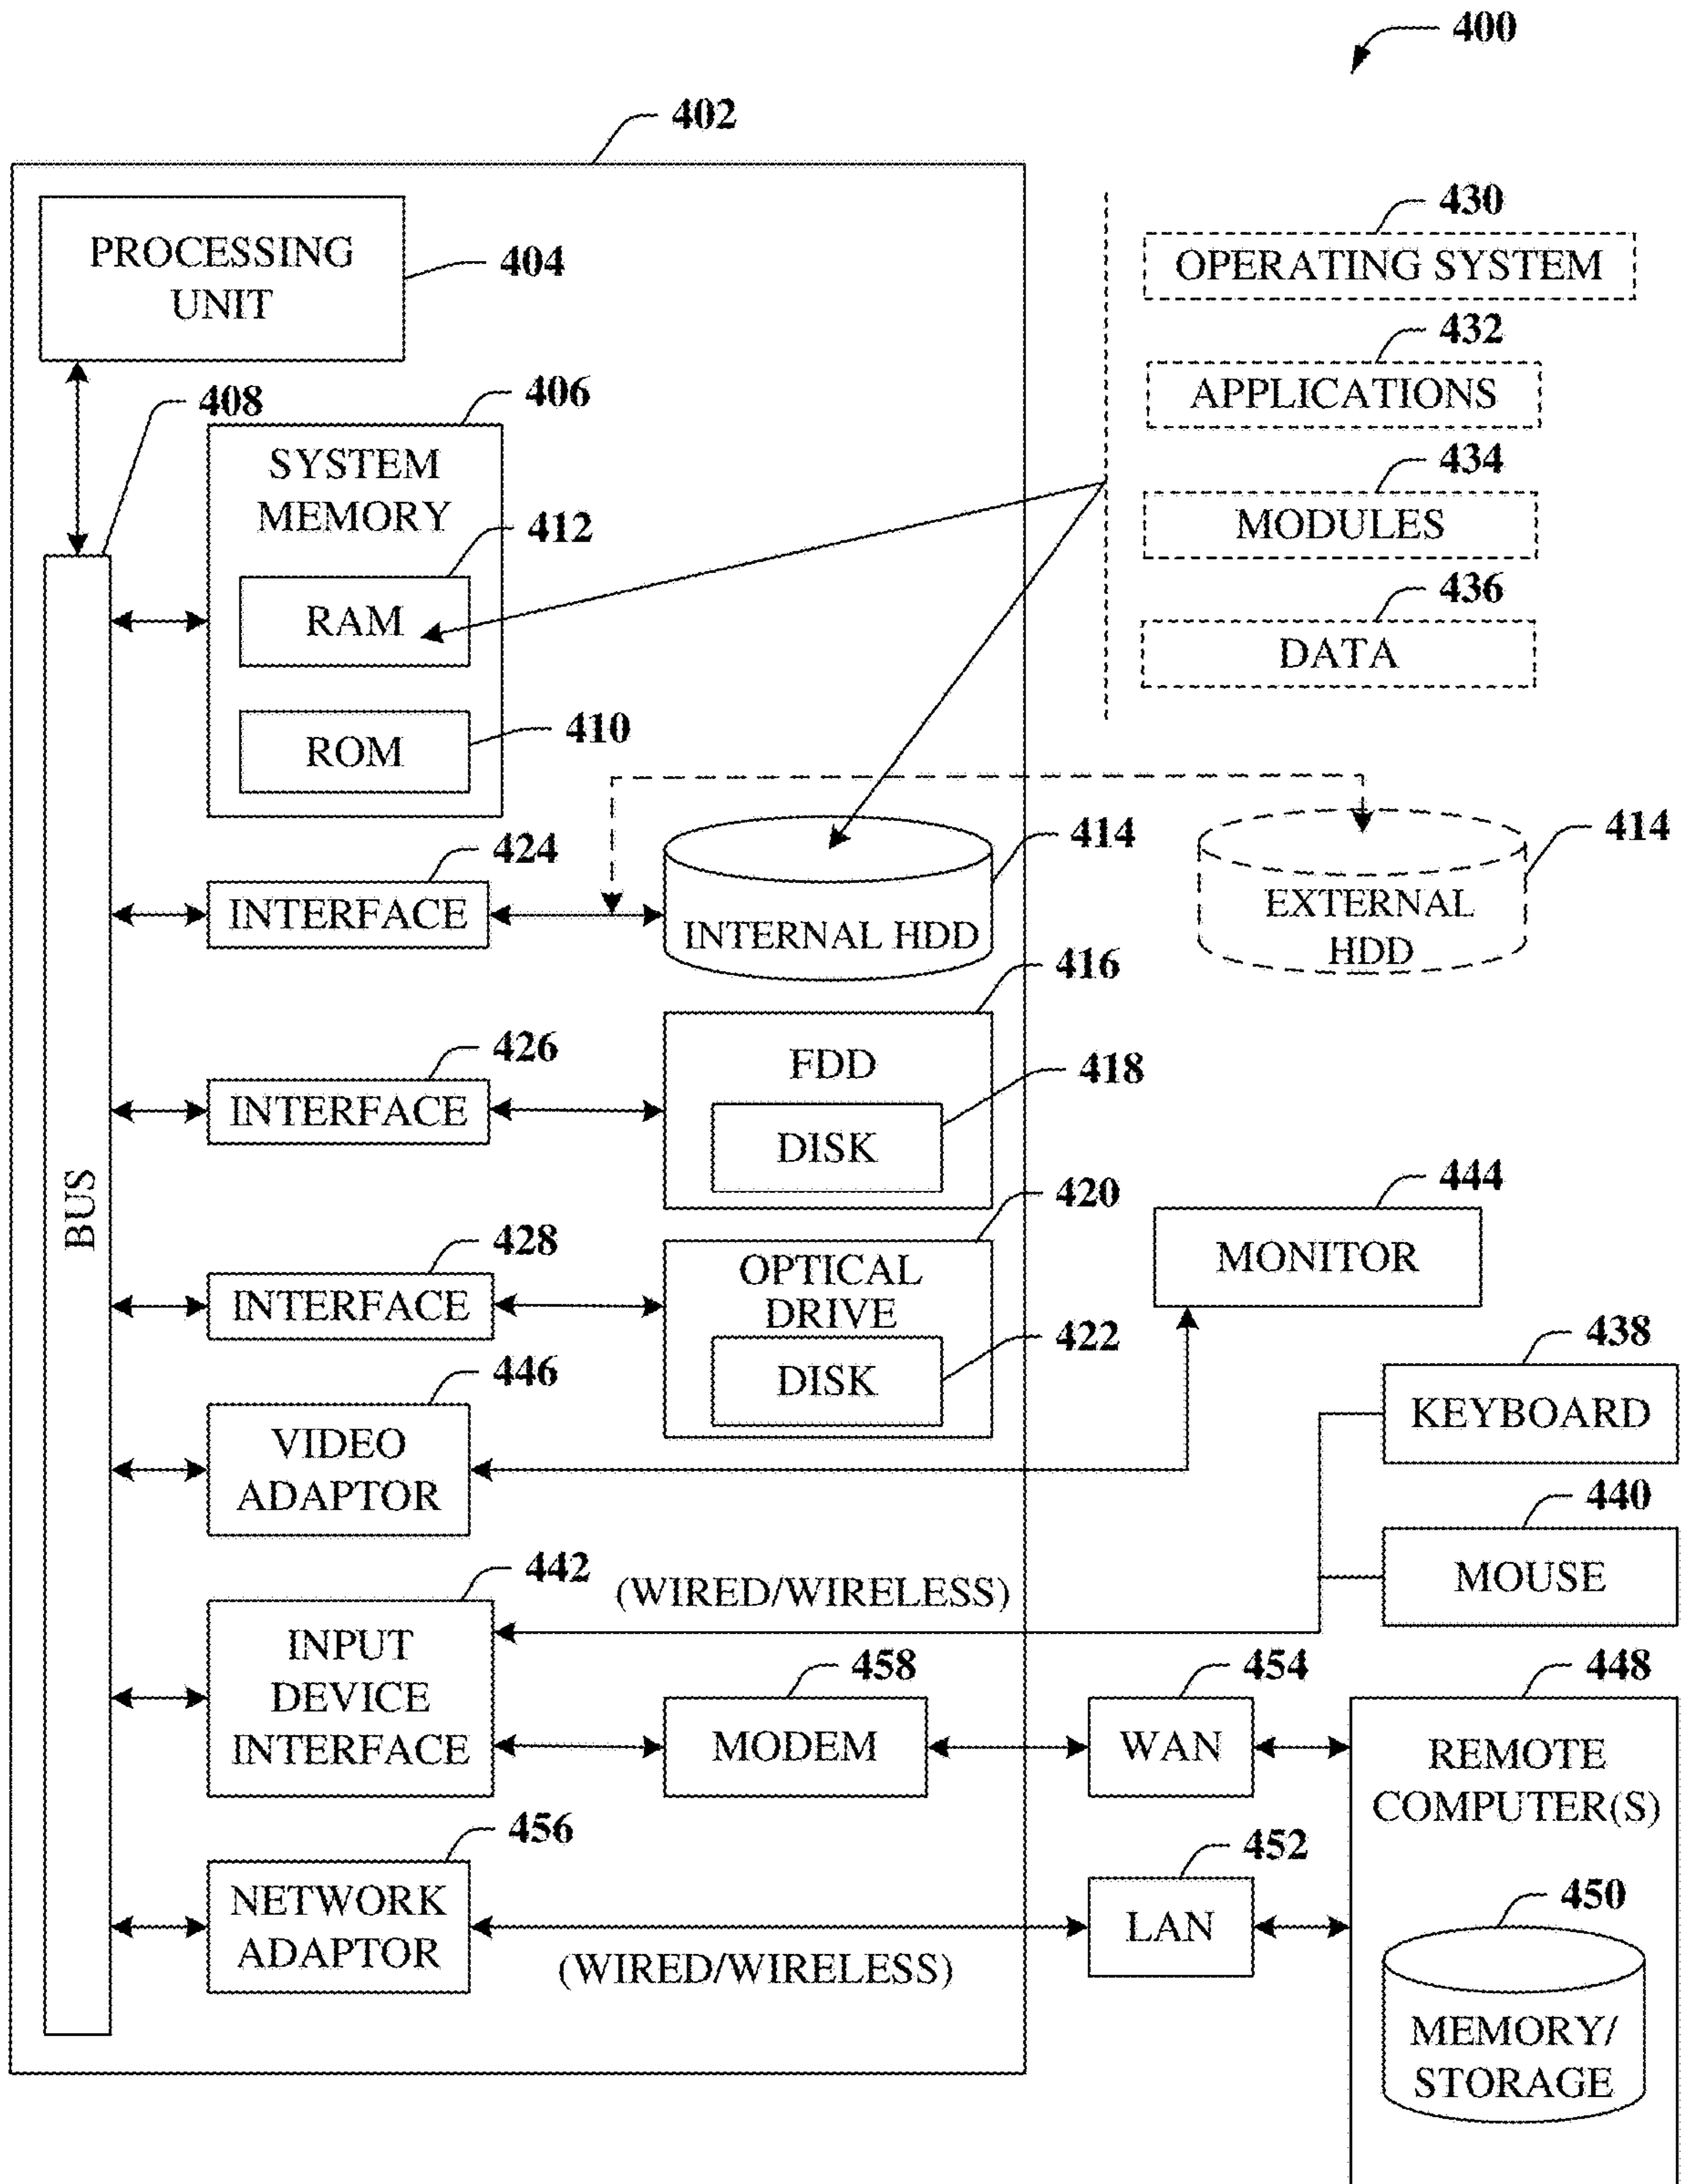 400
402
PROCESSING
UNIT
404
430
OPERATING SYSTEM
432
APPLICATIONS
434
MODULES
436
DATA
408
406
SYSTEM
MEMORY
412
RAM
410
ROM
BUS
424
INTERFACE
414
INTERNAL HDD
414
EXTERNAL
HDD
426
INTERFACE
416
FDD
418
DISK
428
INTERFACE
420
OPTICAL
DRIVE
422
DISK
444
MONITOR
446
VIDEO
ADAPTOR
438
KEYBOARD
440
MOUSE
442
INPUT
DEVICE
INTERFACE
(WIRED/WIRELESS)
458
MODEM
454
WAN
448
REMOTE
COMPUTER(S)
456
NETWORK
ADAPTOR
(WIRED/WIRELESS)
452
LAN
450
MEMORY/
STORAGE